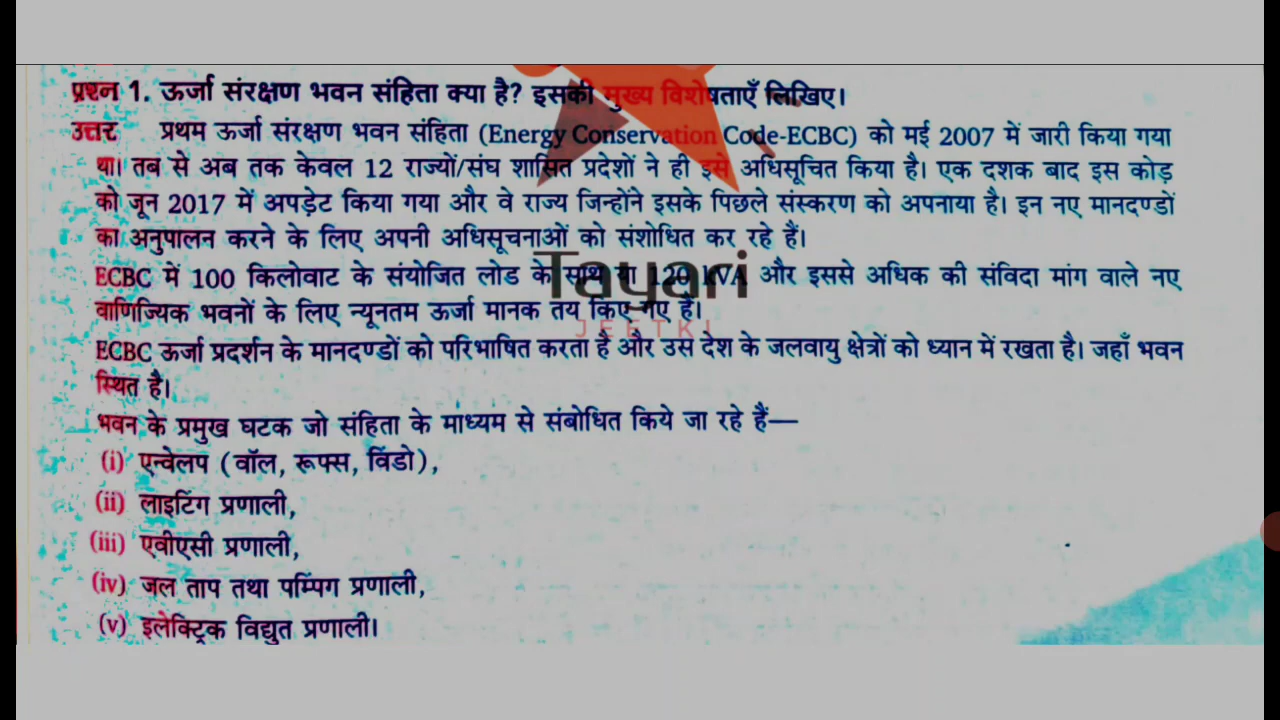 प्रश्न 1. ऊर्जा संरक्षण भवन संहिता क्या है? इसकी मुख्य विशेषताएँ लिखिए।
उत्तर प्रथम ऊर्जा संरक्षण भवन संहिता (Energy Conservation Code-ECBC) को मई 2007 में जारी किया गया
था। तब से अब तक केवल 12 राज्यों/संघ शासित प्रदेशों ने ही इसे अधिसूचित किया है। एक दशक बाद इस कोड़
को जून 2017 में अपड़ेट किया गया और वे राज्य जिन्होंने इसके पिछले संस्करण को अपनाया है। इन नए मानदण्डों
का अनुपालन करने के लिए अपनी अधिसूचनाओं को संशोधित कर रहे हैं।
ECBC में 100 किलोवाट के संयोजित लोड के साथ या 120 kVA और इससे अधिक की संविदा मांग वाले नए
वाणिज्यिक भवनों के लिए न्यूनतम ऊर्जा मानक तय किए गए हैं।
ECBC ऊर्जा प्रदर्शन के मानदण्डों को परिभाषित करता है और उस देश के जलवायु क्षेत्रों को ध्यान में रखता है। जहाँ भवन
स्थित है।
भवन के प्रमुख घटक जो संहिता के माध्यम से संबोधित किये जा रहे हैं—
(i) एन्वेलप (वॉल, रूफ्स, विंडो),
(ii) लाइटिंग प्रणाली,
(iii) एवीएसी प्रणाली,
(iv) जल ताप तथा पम्पिंग प्रणाली,
(v) इलेक्ट्रिक विद्युत प्रणाली।
Tayari
JEETKI